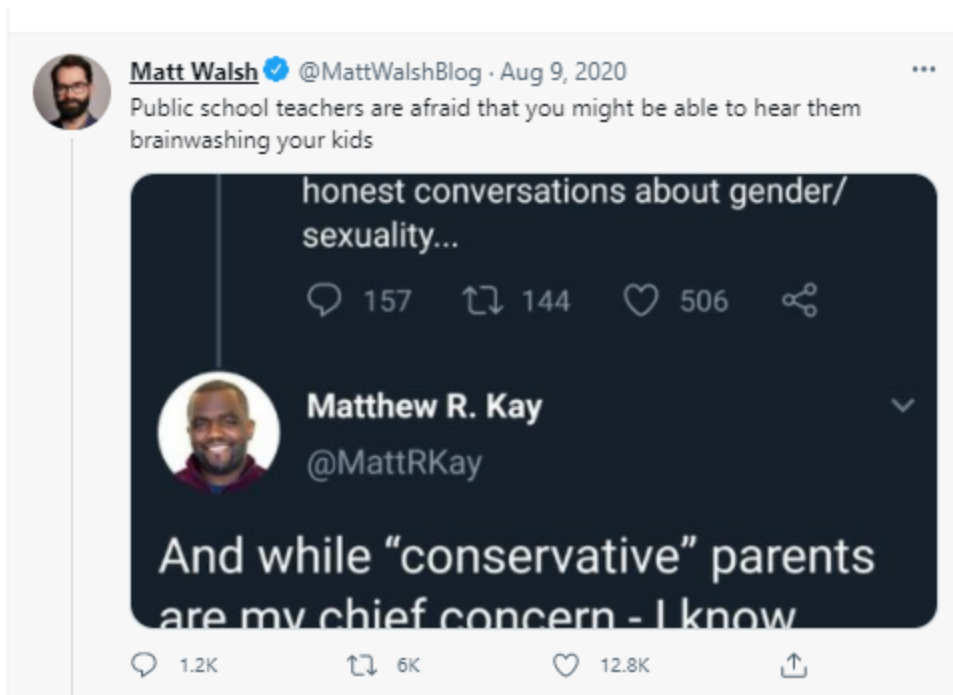 Matt Walsh @MattWalshBlog · Aug 9, 2020
Public school teachers are afraid that you might be able to hear them
brainwashing your kids
honest conversations about gender/
sexuality...
157 144 506
Matthew R. Kay
@MattRKay
And while “conservative” parents
are my chief concern - I know
1.2K 6K 12.8K